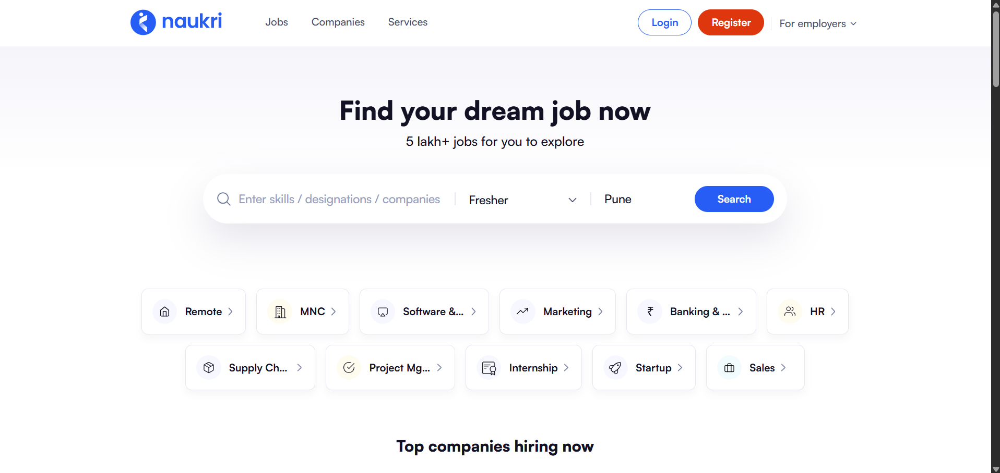 naukri
Jobs Companies Services
Login Register For employers
Find your dream job now
5 lakh+ jobs for you to explore
Enter skills / designations / companies Fresher Pune Search
Remote MNC Software &... Marketing Banking & ... HR
Supply Ch... Project Mg... Internship Startup Sales
Top companies hiring now